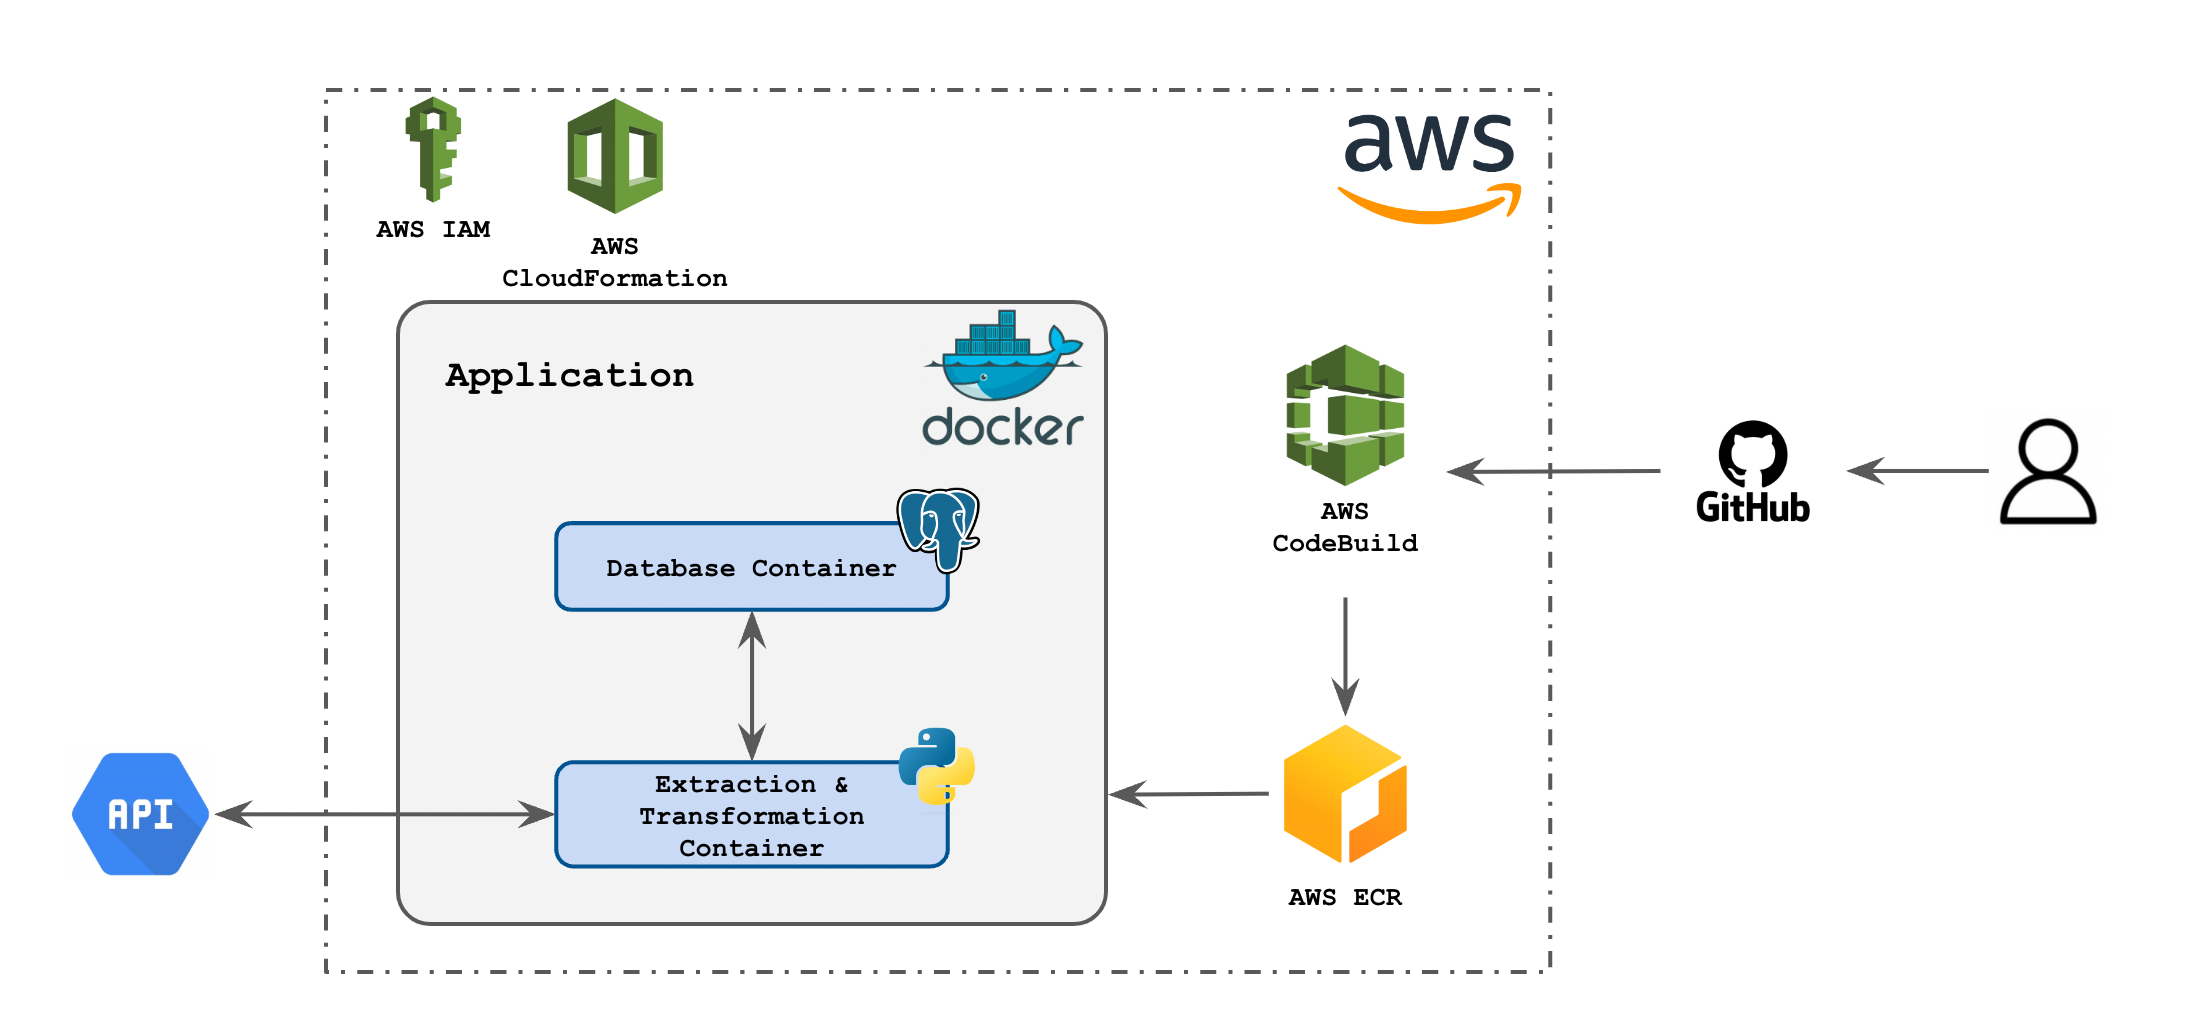 AWS IAM
AWS
CloudFormation
aws
Application
docker
Database Container
Extraction &
Transformation
Container
API
AWS
CodeBuild
AWS ECR
GitHub